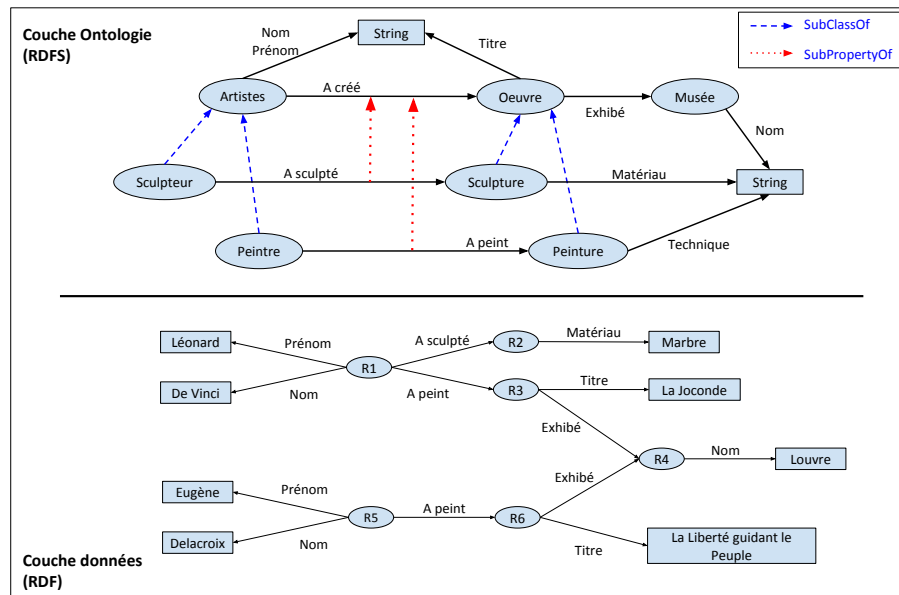 Couche Ontologie
(RDFS)
Nom
Prénom
String
Titre
SubClassOf
SubPropertyOf
Artistes
A créé
Oeuvre
Exhibé
Musée
Nom
Sculpteur
A sculpté
Sculpture
Matériau
String
Peintre
A peint
Peinture
Technique
Léonard
Prénom
A sculpté
R2
Matériau
Marbre
R1
De Vinci
Nom
A peint
R3
Titre
La Joconde
Exhibé
R4
Nom
Louvre
Exhibé
Eugène
Prénom
R5
A peint
R6
Delacroix
Nom
Titre
La Liberté guidant le
Peuple
Couche données
(RDF)